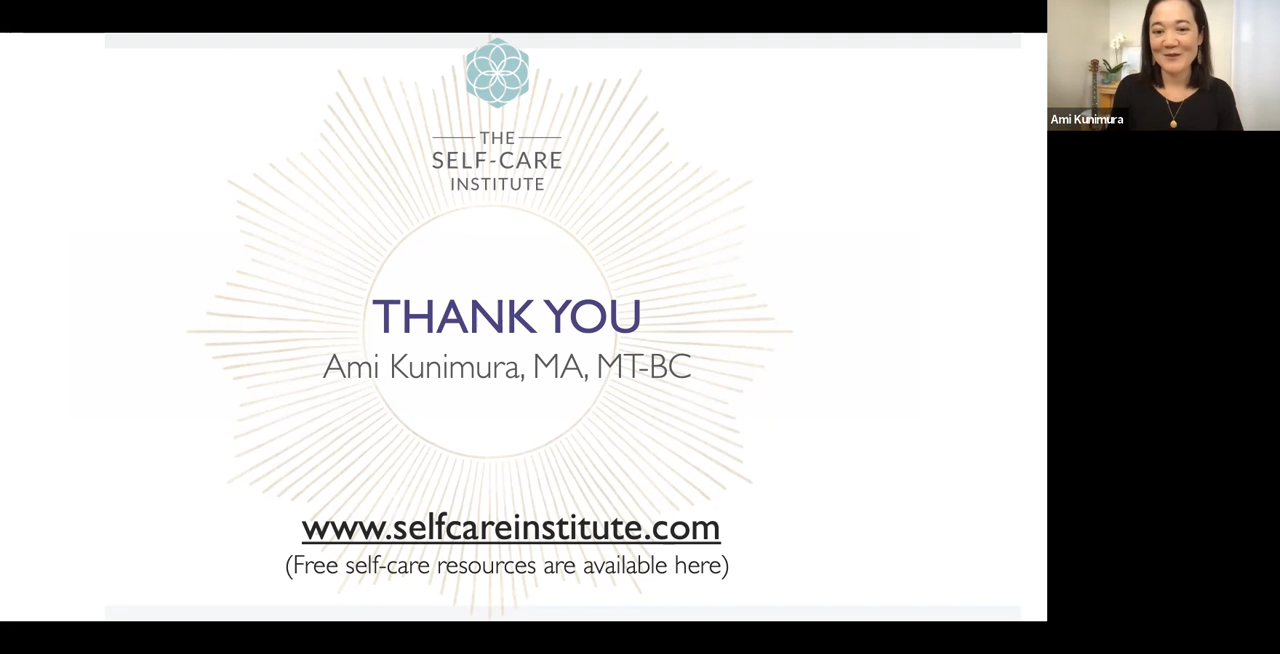 THE
SELF-CARE
INSTITUTE
THANK YOU
Ami Kunimura, MA, MT-BC
www.selfcareinstitute.com
(Free self-care resources are available here)
Ami Kunimura